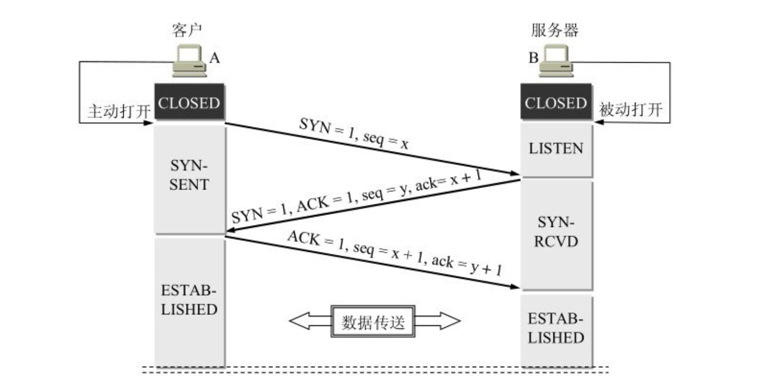 客户
服务器
A
B
主动打开
CLOSED
CLOSED
被动打开
SYN = 1, seq = x
LISTEN
SYN-
SENT
SYN = 1, ACK = 1, seq = y, ack= x + 1
SYN-
RCVD
ACK = 1, seq = x + 1, ack = y + 1
ESTAB-
LISHED
数据传送
ESTAB-
LISHED